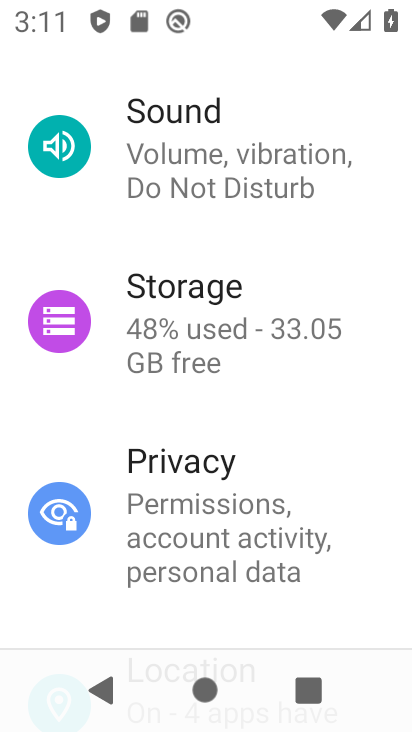 3:11
Sound
Volume, vibration,
Do Not Disturb
Storage
48% used - 33.05
GB free
Privacy
Permissions,
account activity,
personal data
Location
On - 4 apps have